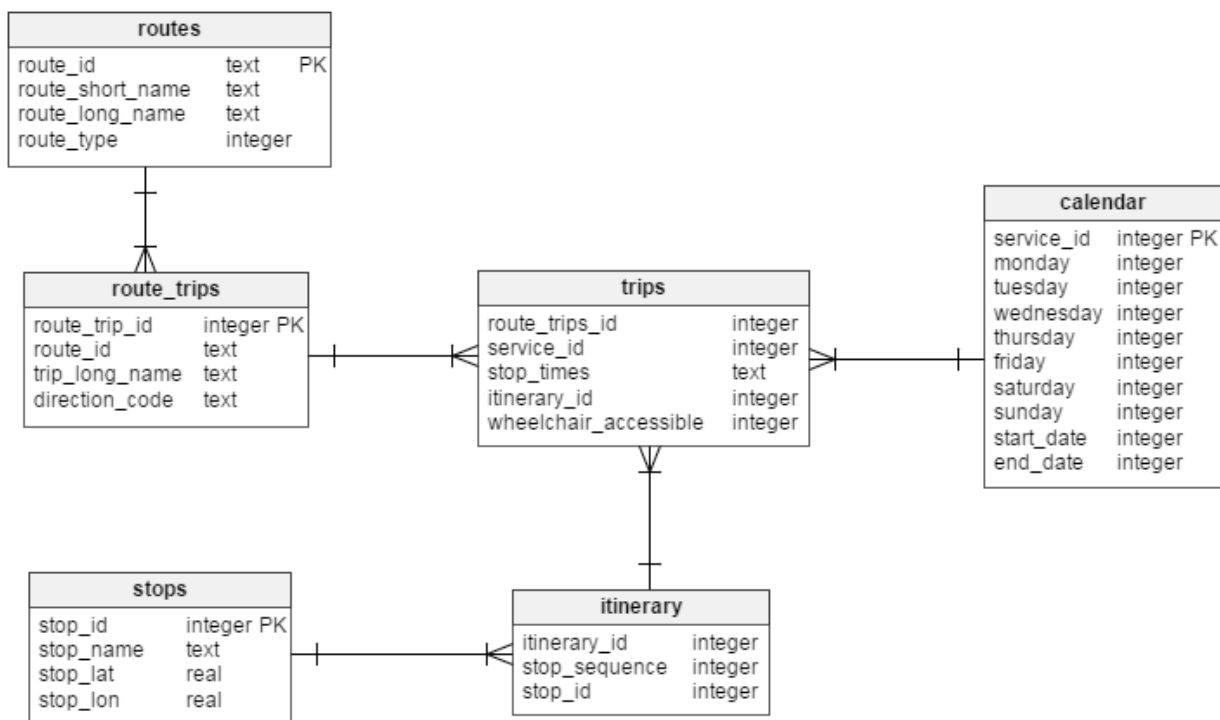 routes
route_id text PK
route_short_name text
route_long_name text
route_type integer
route_trips
route_trip_id integer PK
route_id text
trip_long_name text
direction_code text
trips
route_trips_id integer
service_id integer
stop_times text
itinerary_id integer
wheelchair_accessible integer
calendar
service_id integer PK
monday integer
tuesday integer
wednesday integer
thursday integer
friday integer
saturday integer
sunday integer
start_date integer
end_date integer
stops
stop_id integer PK
stop_name text
stop_lat real
stop_lon real
itinerary
itinerary_id integer
stop_sequence integer
stop_id integer